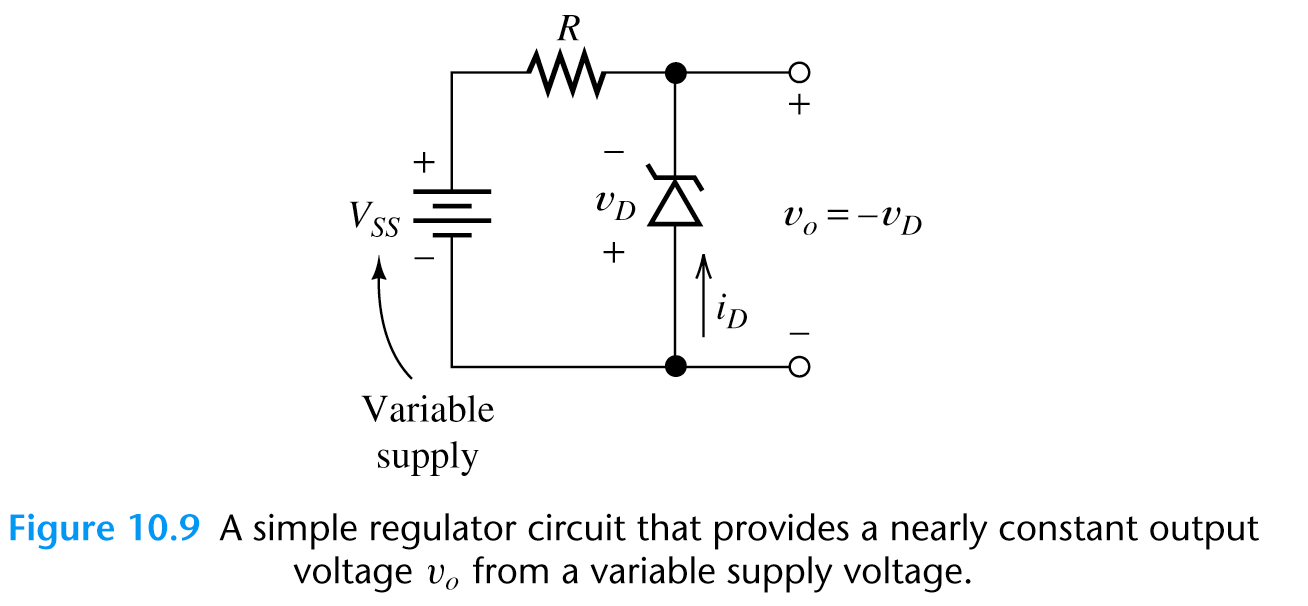 R
+
−
+
V_SS
v_D
v_o = −v_D
−
+
i_D
−
Variable
supply
Figure 10.9 A simple regulator circuit that provides a nearly constant output
voltage v_o from a variable supply voltage.